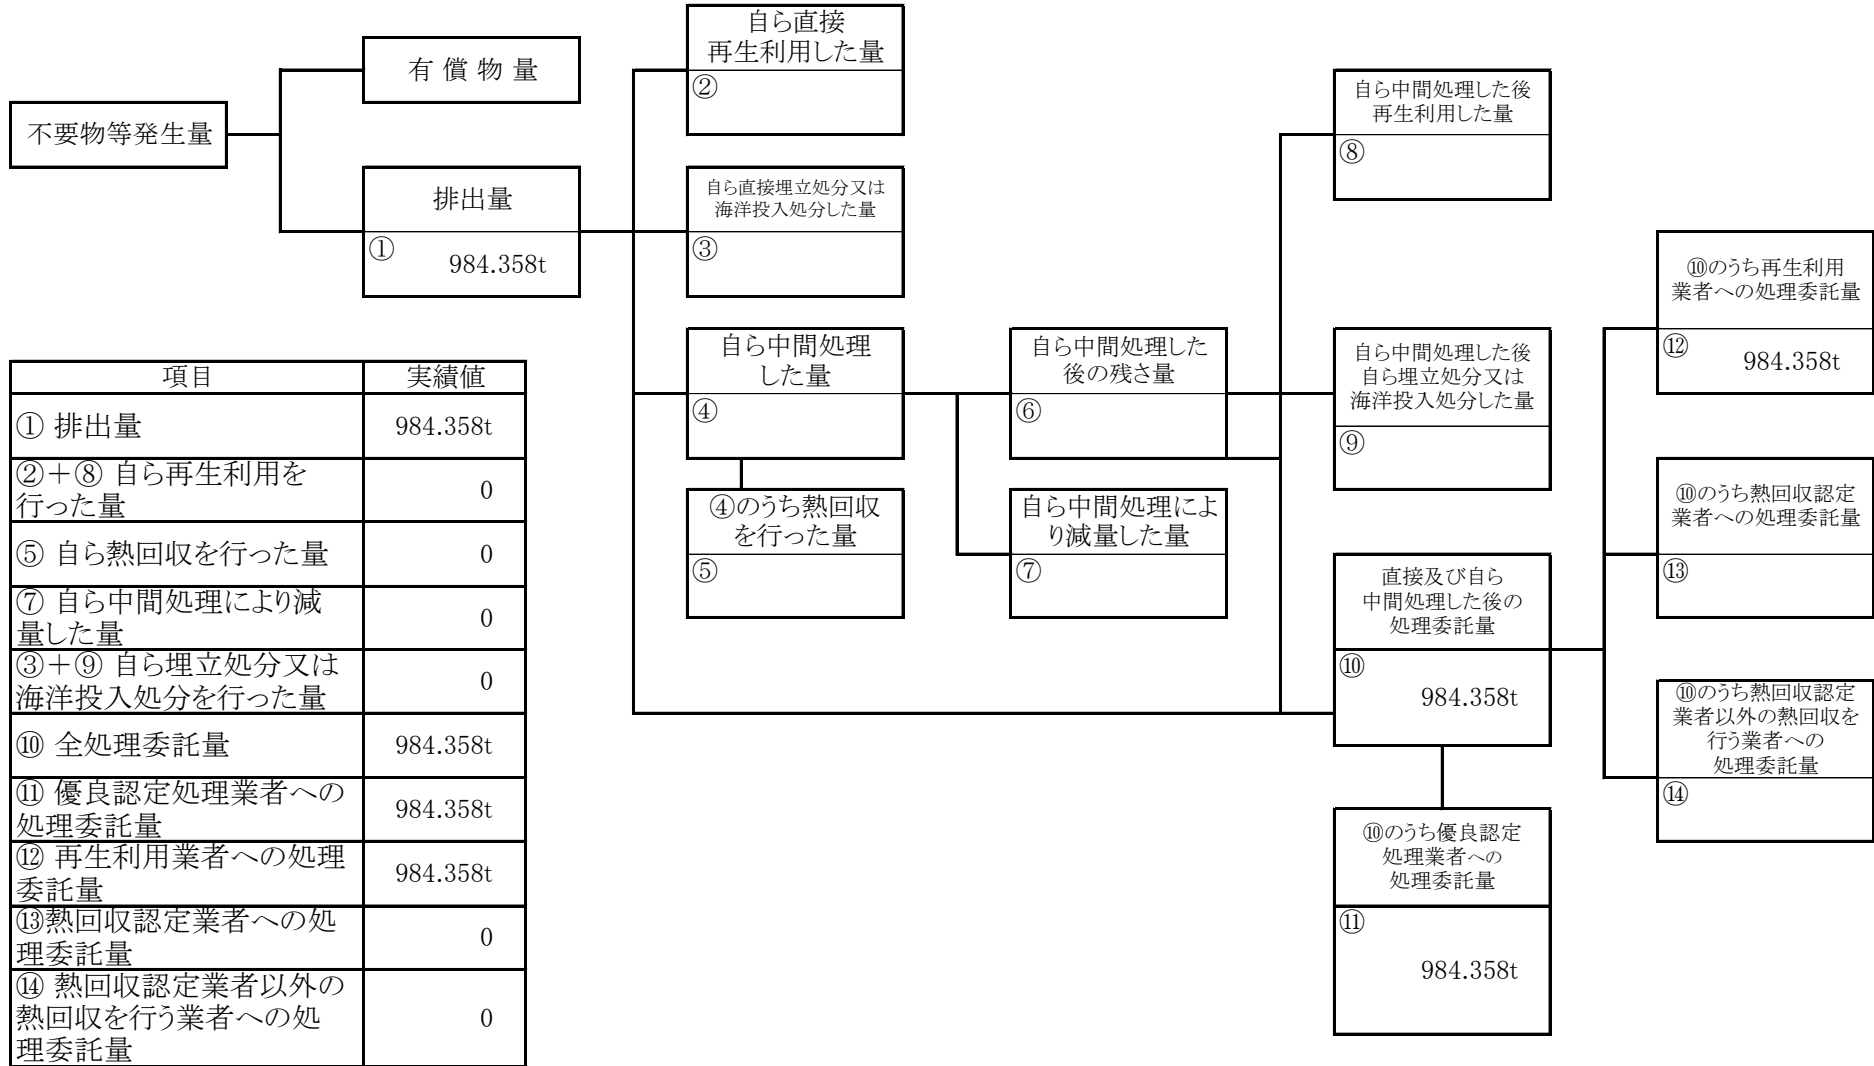 不要物等発生量
有償物量
排出量
①
984.358t
自ら直接
再生利用した量
②
自ら直接埋立処分又は
海洋投入処分した量
③
自ら中間処理
した量
④
④のうち熱回収
を行った量
⑤
自ら中間処理した
後の残さ量
⑥
自ら中間処理によ
り減量した量
⑦
自ら中間処理した後
再生利用した量
⑧
自ら中間処理した後
自ら埋立処分又は
海洋投入処分した量
⑨
直接及び自ら
中間処理した後の
処理委託量
⑩
984.358t
⑩のうち優良認定
処理業者への
処理委託量
⑪
984.358t
⑩のうち再生利用
業者への処理委託量
⑫
984.358t
⑩のうち熱回収認定
業者への処理委託量
⑬
⑩のうち熱回収認定
業者以外の熱回収を
行う業者への
処理委託量
⑭
項目 実績値
① 排出量 984.358t
②+⑧ 自ら再生利用を
行った量 0
⑤ 自ら熱回収を行った量 0
⑦ 自ら中間処理により減
量した量 0
③+⑨ 自ら埋立処分又は
海洋投入処分を行った量 0
⑩ 全処理委託量 984.358t
⑪ 優良認定処理業者への
処理委託量 984.358t
⑫ 再生利用業者への処理
委託量 984.358t
⑬熱回収認定業者への処
理委託量 0
⑭ 熱回収認定業者以外の
熱回収を行う業者への処
理委託量 0